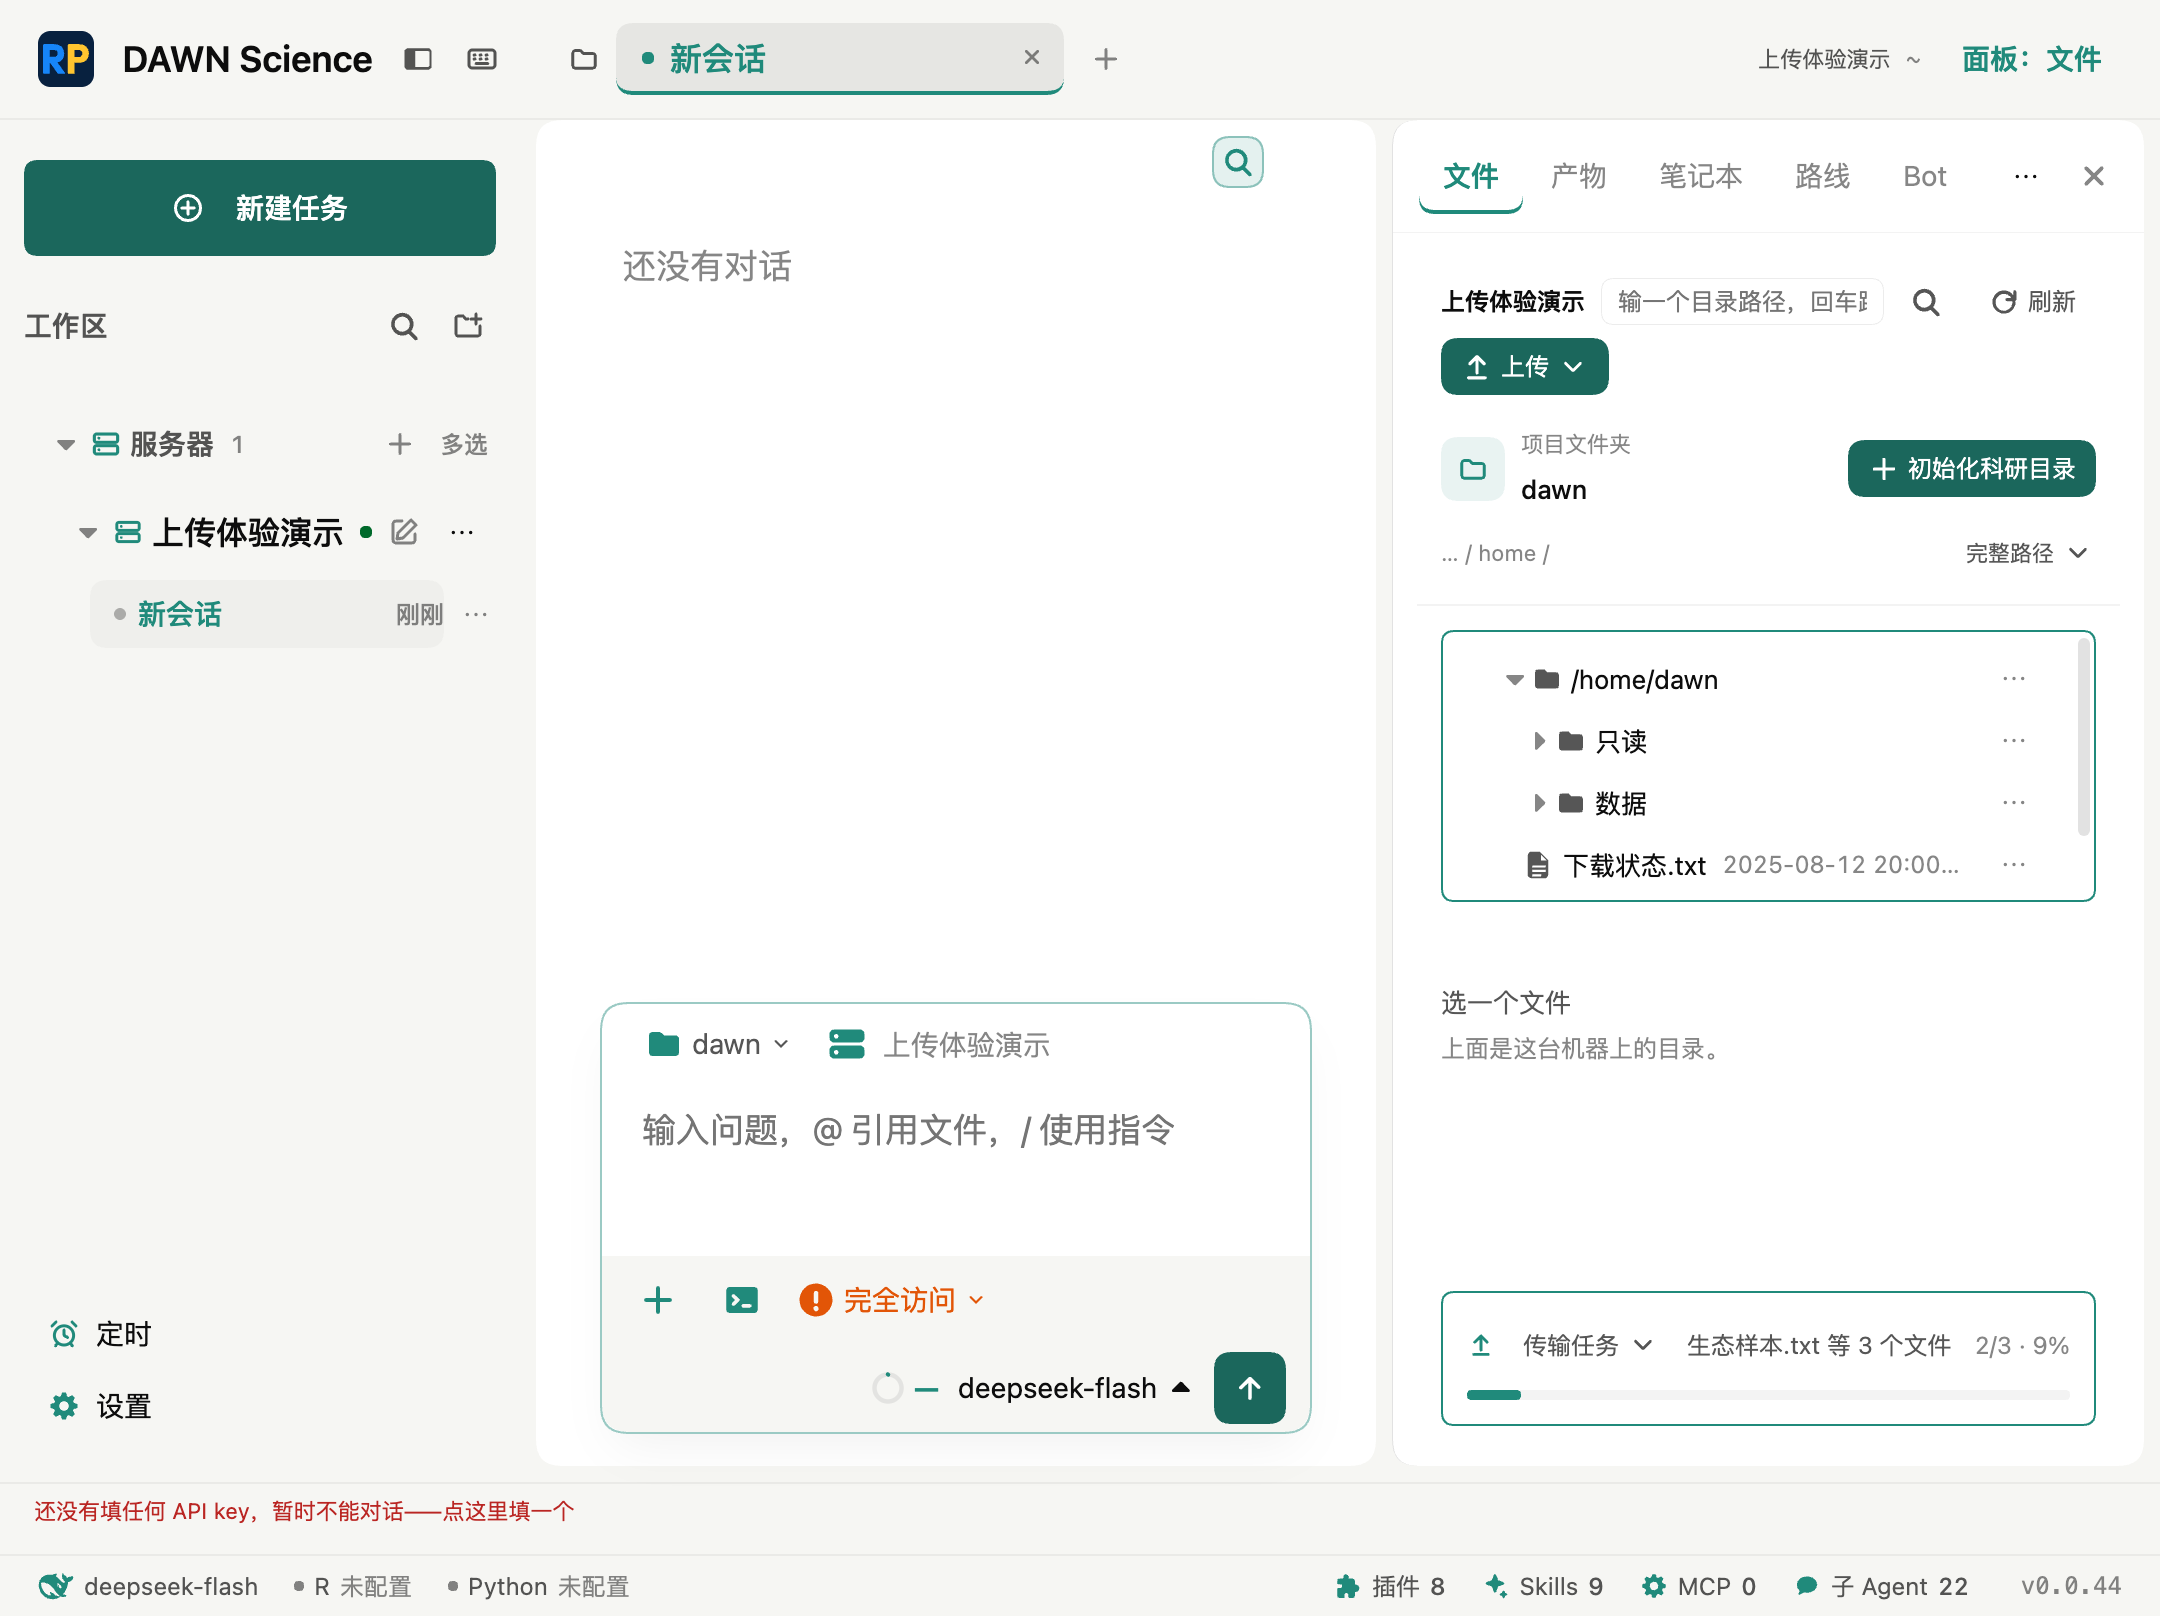 RP DAWN Science
新会话
上传体验演示 ~
面板：文件
新建任务
工作区
服务器 1
多选
上传体验演示
新会话 刚刚
定时
设置
还没有对话
dawn 上传体验演示
输入问题，@ 引用文件，/ 使用指令
完全访问
deepseek-flash
文件 产物 笔记本 路线 Bot
上传体验演示 输一个目录路径，回车 刷新
上传
项目文件夹
dawn
初始化科研目录
... / home /
完整路径
/home/dawn
只读
数据
下载状态.txt 2025-08-12 20:00...
选一个文件
上面是这台机器上的目录。
传输任务 生态样本.txt 等 3 个文件 2/3 · 9%
还没有填任何 API key，暂时不能对话——点这里填一个
deepseek-flash R 未配置 Python 未配置
插件 8 Skills 9 MCP 0 子 Agent 22 v0.0.44